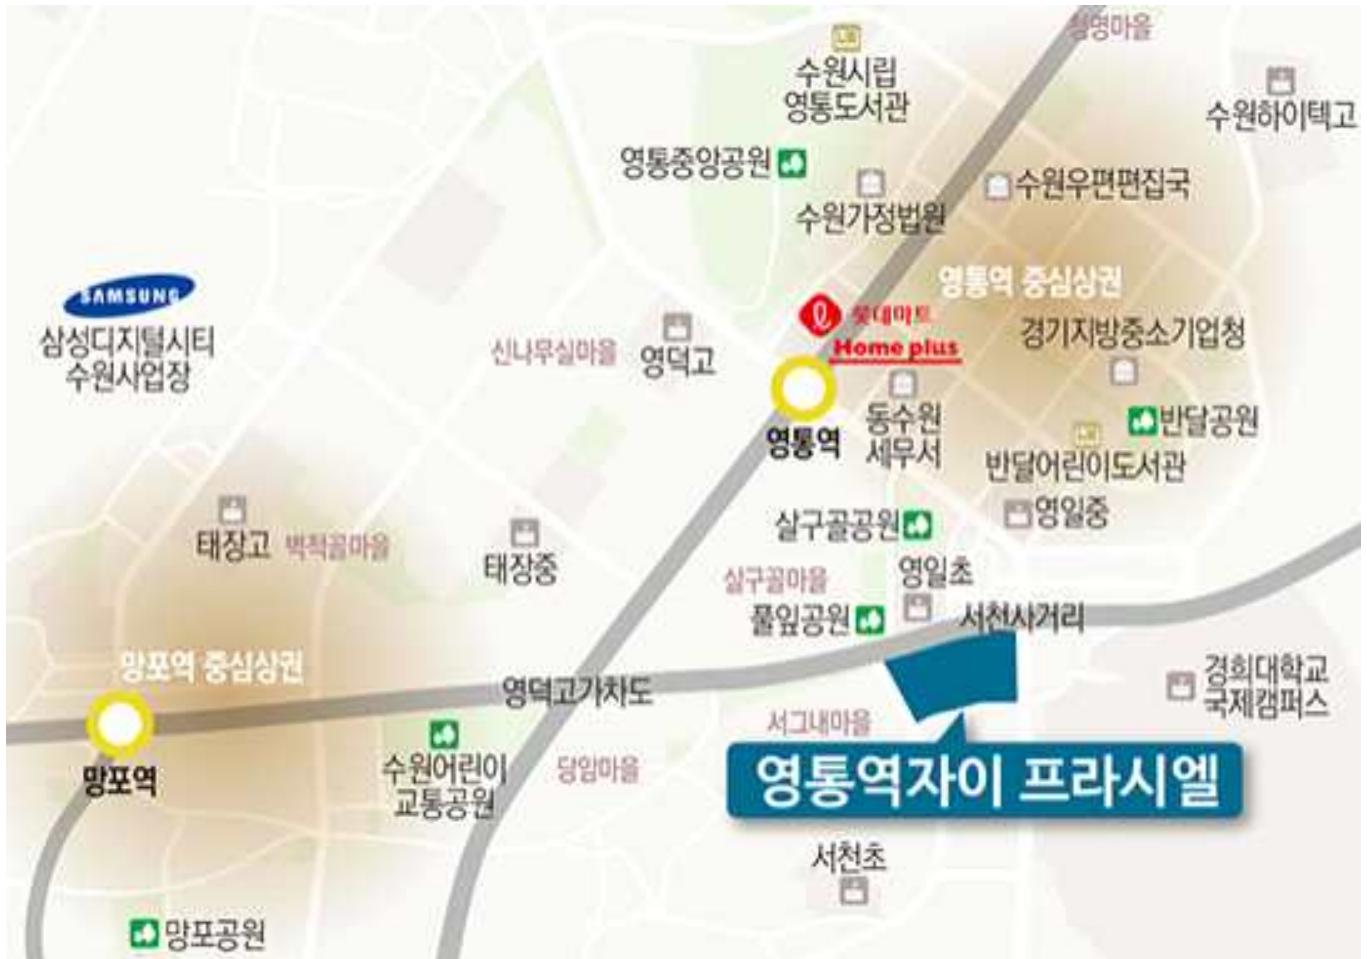 청명마을
수원시립
영통도서관
수원하이텍고
영통중앙공원
수원우편편집국
수원가정법원
영통역 중심상권
SAMSUNG
삼성디지털시티
수원사업장
롯데마트
Home plus
경기지방중소기업청
신나무실마을
영덕고
영통역
동수원
세무서
반달공원
반달어린이도서관
살구골공원
영일중
태장고
벽적골마을
태장중
살구골마을
영일초
풀잎공원
서천사거리
망포역 중심상권
영덕고가차도
경희대학교
국제캠퍼스
서그내마을
망포역
수원어린이
교통공원
당암마을
영통역자이 프라시엘
서천초
망포공원